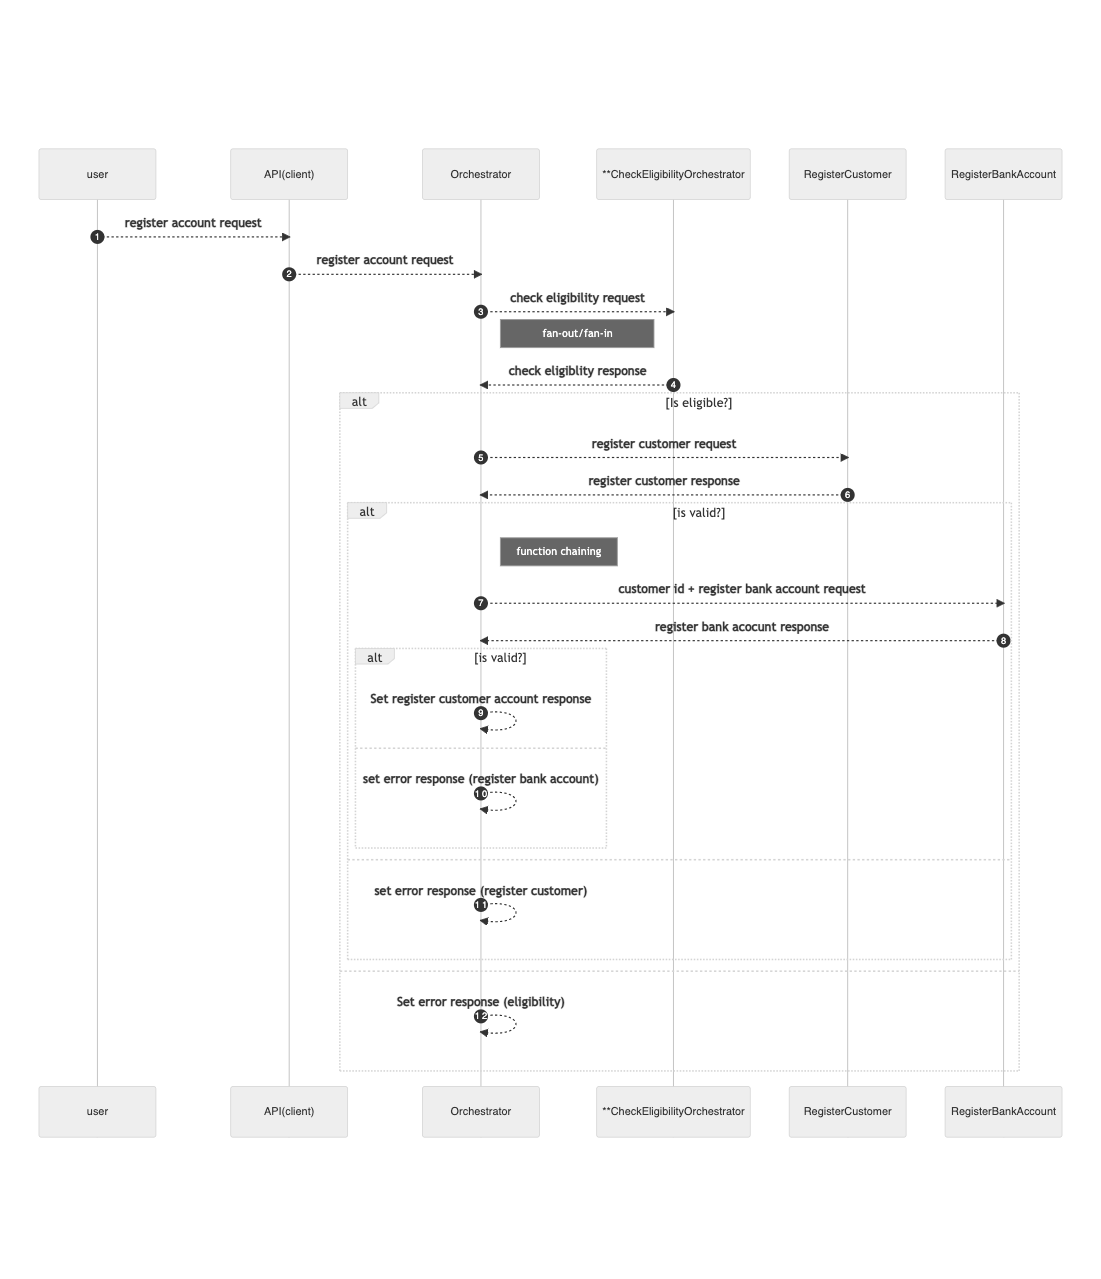 user
API(client)
Orchestrator
**CheckEligibilityOrchestrator
RegisterCustomer
RegisterBankAccount
register account request
1
register account request
2
check eligibility request
3
fan-out/fan-in
check eligiblity response
4
alt
[Is eligible?]
register customer request
5
register customer response
6
alt
[is valid?]
function chaining
customer id + register bank account request
7
register bank acocunt response
8
alt
[is valid?]
Set register customer account response
9
set error response (register bank account)
10
set error response (register customer)
11
Set error response (eligibility)
12
user
API(client)
Orchestrator
**CheckEligibilityOrchestrator
RegisterCustomer
RegisterBankAccount